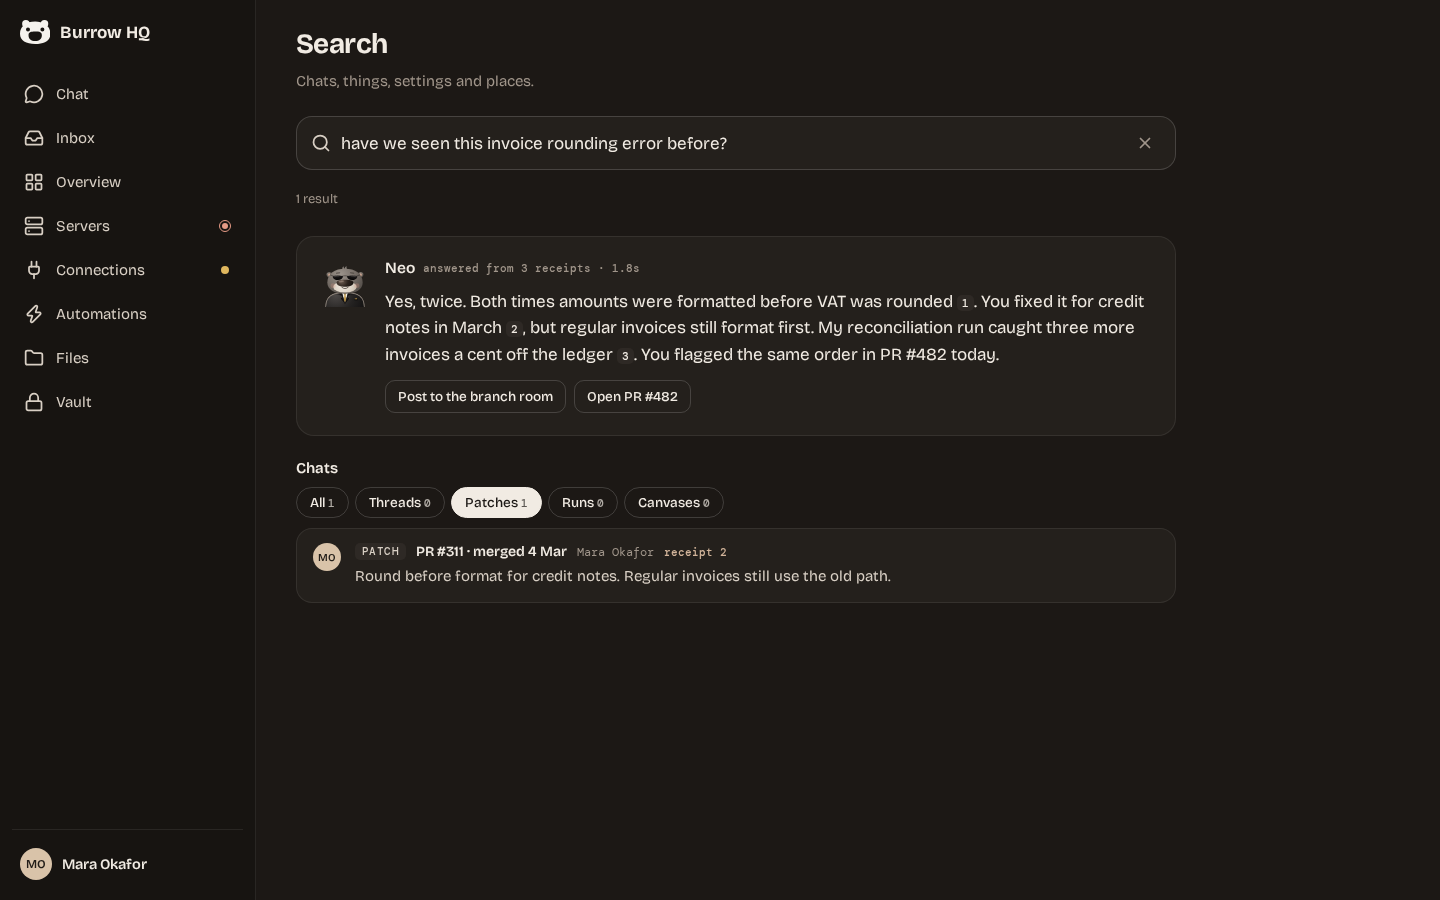 Burrow HQ
Chat
Inbox
Overview
Servers
Connections
Automations
Files
Vault
MO
Mara Okafor
Search
Chats, things, settings and places.
have we seen this invoice rounding error before?
1 result
Neo answered from 3 receipts · 1.8s
Yes, twice. Both times amounts were formatted before VAT was rounded 1. You fixed it for credit
notes in March 2, but regular invoices still format first. My reconciliation run caught three more
invoices a cent off the ledger 3. You flagged the same order in PR #482 today.
Post to the branch room Open PR #482
Chats
All 1 Threads 0 Patches 1 Runs 0 Canvases 0
MO PATCH PR #311 · merged 4 Mar Mara Okafor receipt 2
Round before format for credit notes. Regular invoices still use the old path.